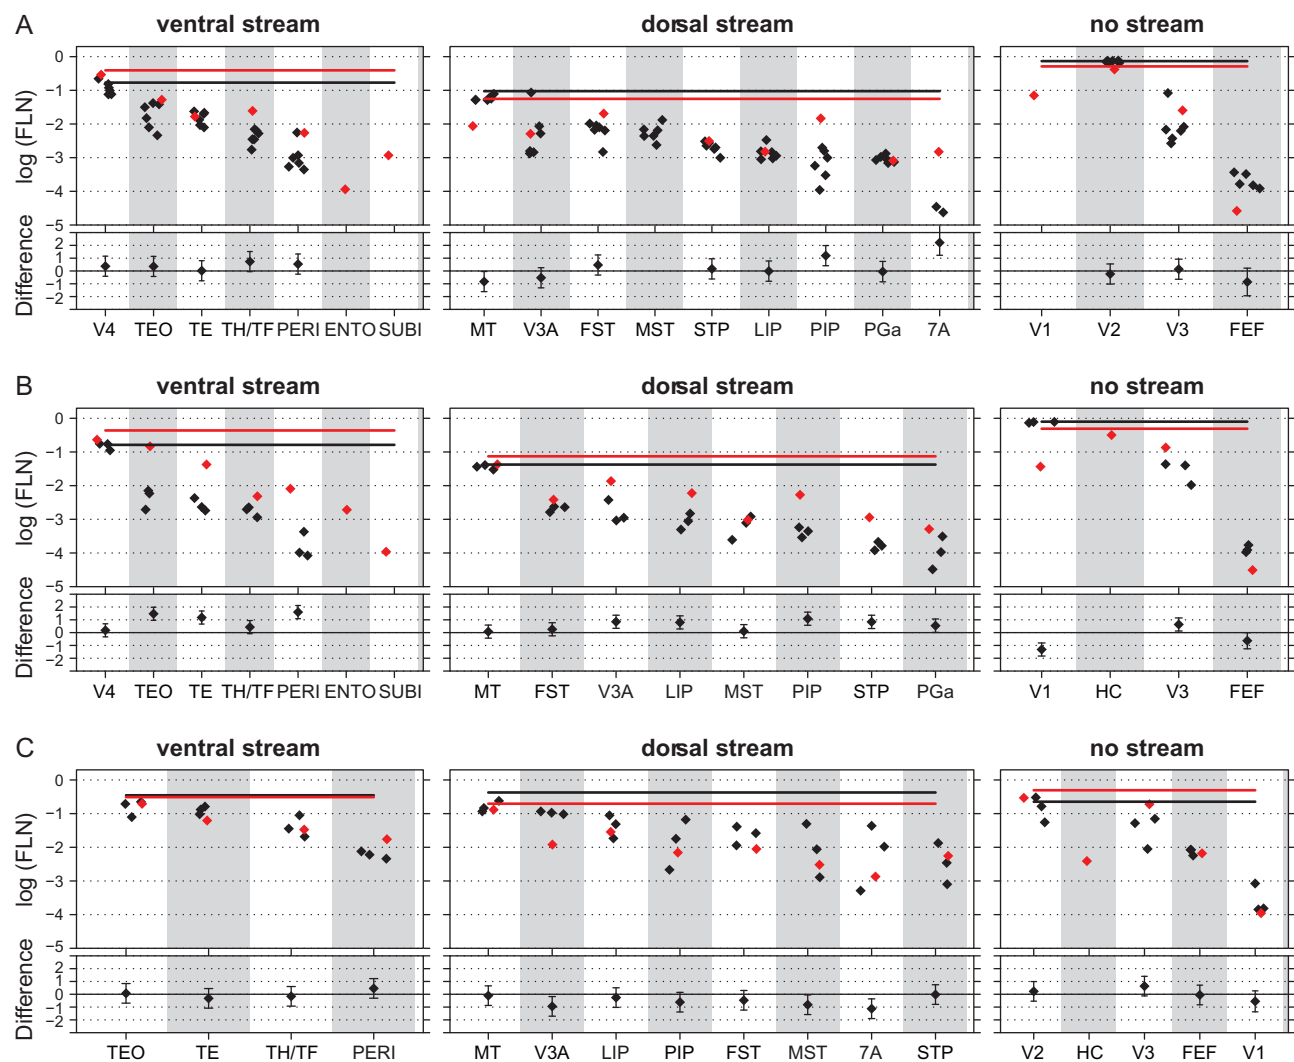 A ventral stream dorsal stream no stream
log (FLN)
0
−1
−2
−3
−4
−5
Difference
2
1
0
−1
−2
V4 TEO TE TH/TF PERI ENTO SUBI MT V3A FST MST STP LIP PIP PGa 7A V1 V2 V3 FEF
B ventral stream dorsal stream no stream
log (FLN)
0
−1
−2
−3
−4
−5
Difference
2
1
0
−1
−2
V4 TEO TE TH/TF PERI ENTO SUBI MT FST V3A LIP MST PIP STP PGa V1 HC V3 FEF
C ventral stream dorsal stream no stream
log (FLN)
0
−1
−2
−3
−4
−5
Difference
2
1
0
−1
−2
TEO TE TH/TF PERI MT V3A LIP PIP FST MST 7A STP V2 HC V3 FEF V1